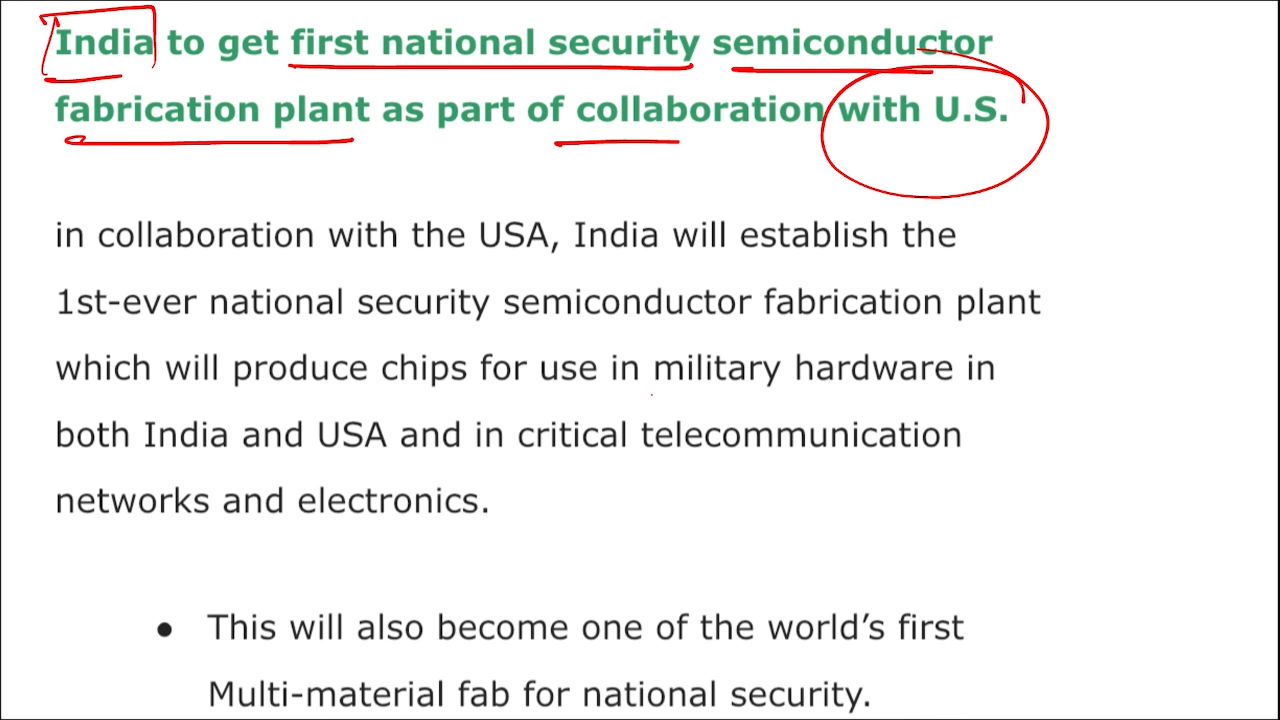 India to get first national security semiconductor
fabrication plant as part of collaboration with U.S.
in collaboration with the USA, India will establish the
1st-ever national security semiconductor fabrication plant
which will produce chips for use in military hardware in
both India and USA and in critical telecommunication
networks and electronics.
● This will also become one of the world’s first
Multi-material fab for national security.